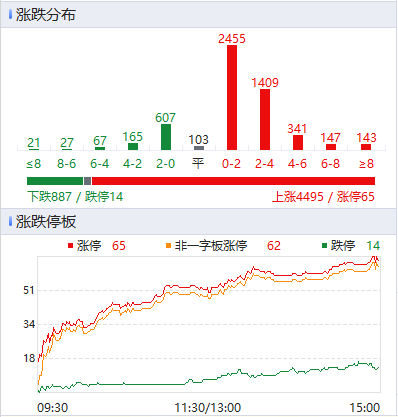 涨跌分布
21 27 67 165 607 103 2455 1409 341 147 143
≤8 8-6 6-4 4-2 2-0 平 0-2 2-4 4-6 6-8 ≥8
下跌887 / 跌停14 上涨4495 / 涨停65
涨跌停板
涨停 65 非一字板涨停 62 跌停 14
51
34
18
09:30 11:30/13:00 15:00